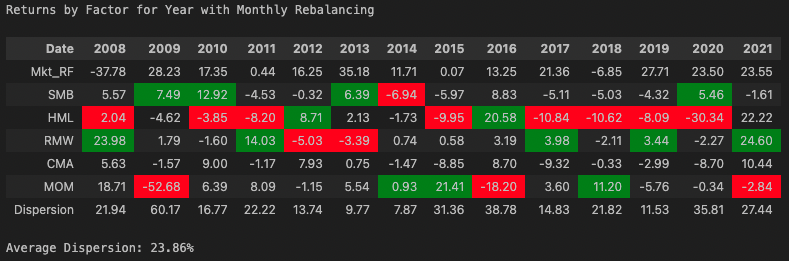 Returns by Factor for Year with Monthly Rebalancing
Date 2008 2009 2010 2011 2012 2013 2014 2015 2016 2017 2018 2019 2020 2021
Mkt_RF -37.78 28.23 17.35 0.44 16.25 35.18 11.71 0.07 13.25 21.36 -6.85 27.71 23.50 23.55
SMB 5.57 7.49 12.92 -4.53 -0.32 6.39 -6.94 -5.97 8.83 -5.11 -5.03 -4.32 5.46 -1.61
HML 2.04 -4.62 -3.85 -8.20 8.71 2.13 -1.73 -9.95 20.58 -10.84 -10.62 -8.09 -30.34 22.22
RMW 23.98 1.79 -1.60 14.03 -5.03 -3.39 0.74 0.58 3.19 3.98 -2.11 3.44 -2.27 24.60
CMA 5.63 -1.57 9.00 -1.17 7.93 0.75 -1.47 -8.85 8.70 -9.32 -0.33 -2.99 -8.70 10.44
MOM 18.71 -52.68 6.39 8.09 -1.15 5.54 0.93 21.41 -18.20 3.60 11.20 -5.76 -0.34 -2.84
Dispersion 21.94 60.17 16.77 22.22 13.74 9.77 7.87 31.36 38.78 14.83 21.82 11.53 35.81 27.44
Average Dispersion: 23.86%